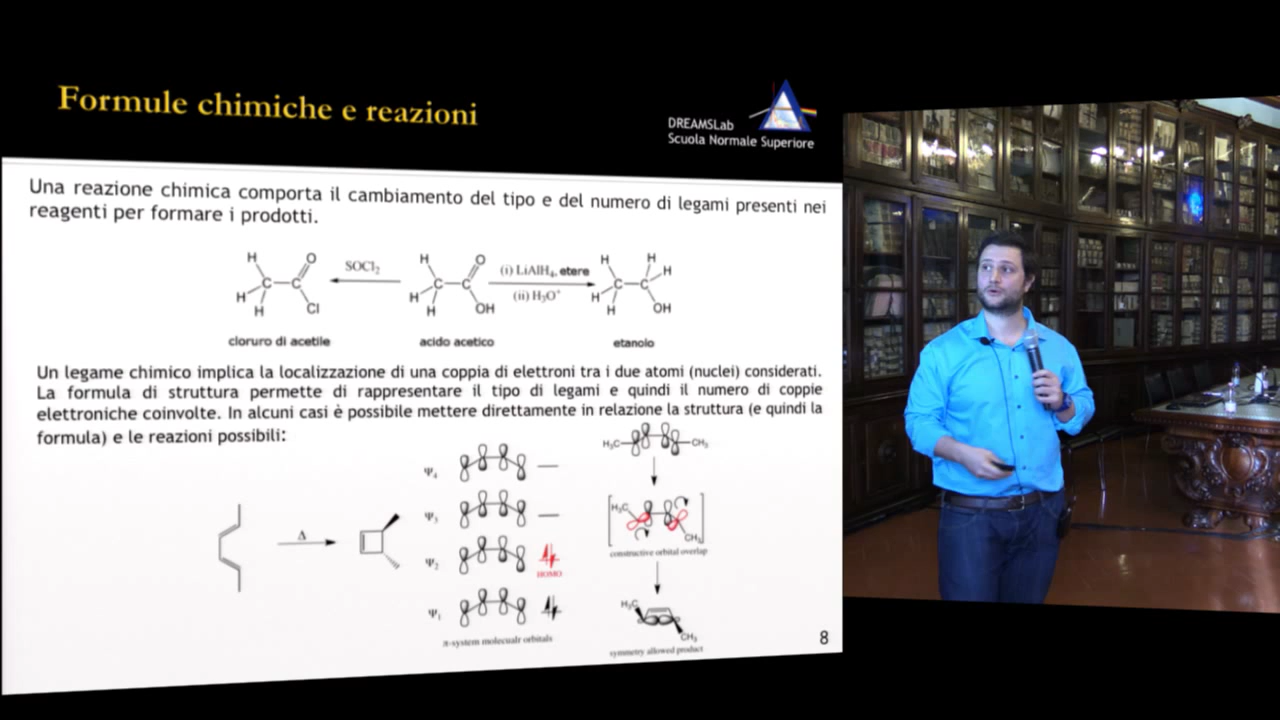 Formule chimiche e reazioni
DREAMSLab
Scuola Normale Superiore
Una reazione chimica comporta il cambiamento del tipo e del numero di legami presenti nei
reagenti per formare i prodotti.
H O H O H H
SOCl₂ (i) LiAlH₄, etere H
C C C C C C
H H (ii) H₃O⁺ H
H Cl H OH H OH
cloruro di acetile acido acetico etanolo
Un legame chimico implica la localizzazione di una coppia di elettroni tra i due atomi (nuclei) considerati.
La formula di struttura permette di rappresentare il tipo di legami e quindi il numero di coppie
elettroniche coinvolte. In alcuni casi è possibile mettere direttamente in relazione la struttura (e quindi la
formula) e le reazioni possibili:
H₃C CH₃
Ψ₄
Ψ₃
H₃C
CH₃
Δ
constructive orbital overlap
Ψ₂
HOMO
Ψ₁
H₃C
CH₃
π-system molecualr orbitals
symmetry allowed product
8